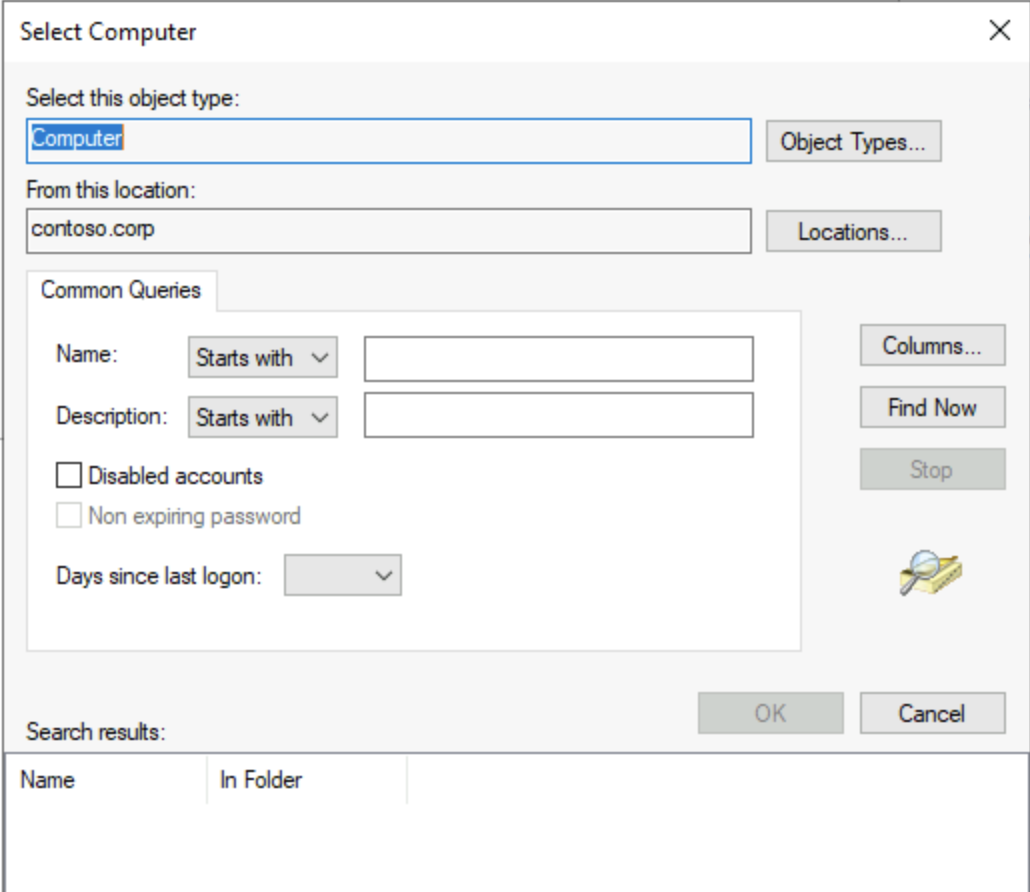 Select Computer
Select this object type:
Computer
Object Types...
From this location:
contoso.corp
Locations...
Common Queries
Name:
Starts with
Columns...
Description:
Starts with
Find Now
Disabled accounts
Stop
Non expiring password
Days since last logon:
OK
Cancel
Search results:
Name
In Folder